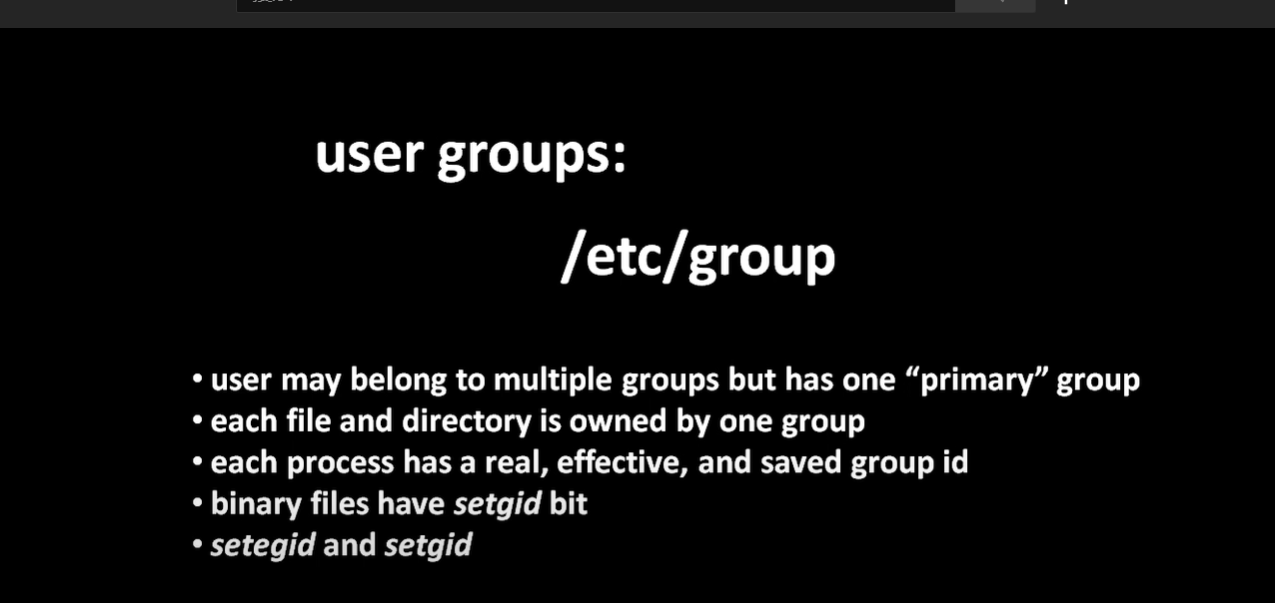 user groups:
/etc/group
• user may belong to multiple groups but has one “primary” group
• each file and directory is owned by one group
• each process has a real, effective, and saved group id
• binary files have setgid bit
• setegid and setgid